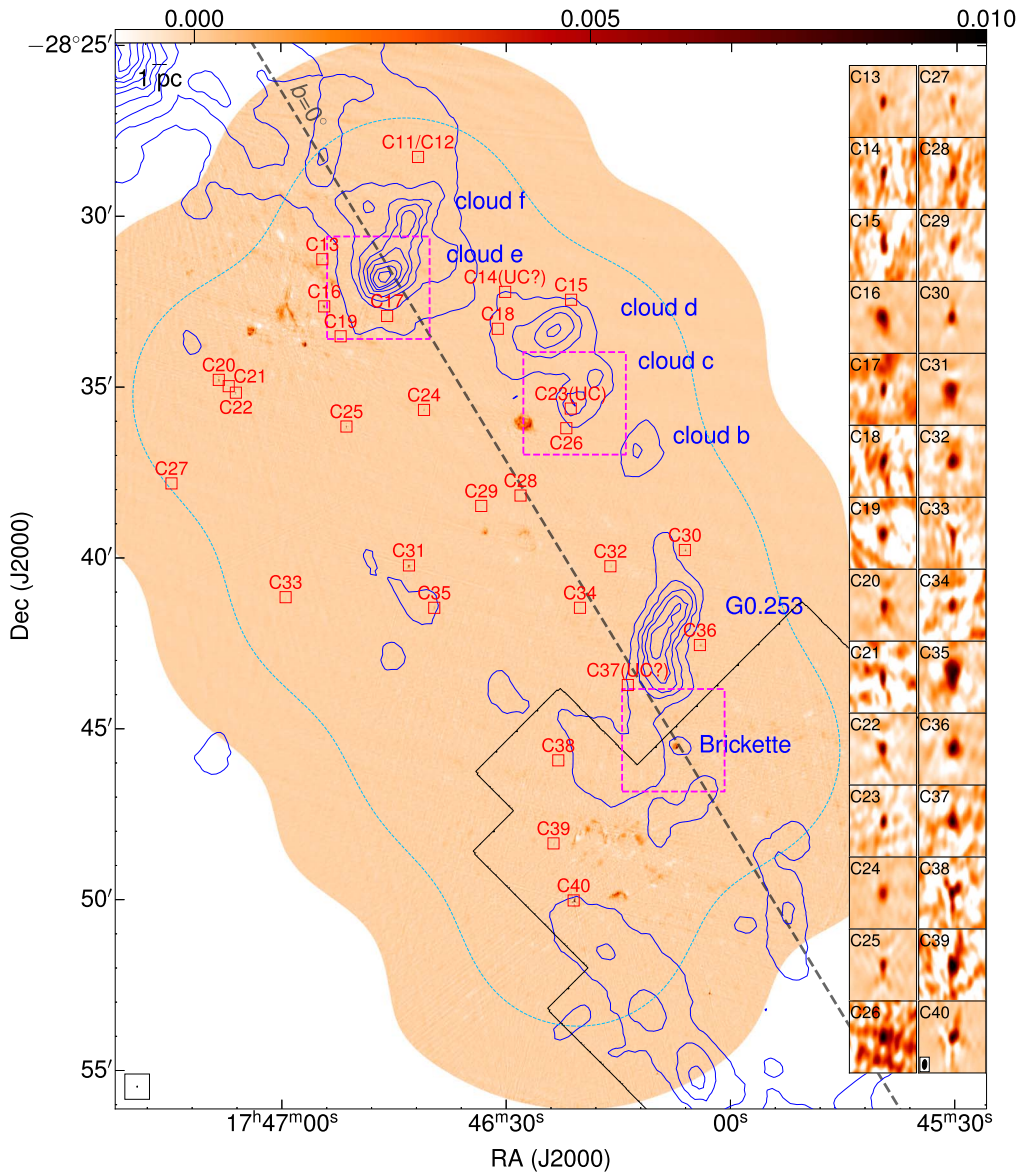 0.000 0.005 0.010
−28°25′
1 pc
b=0°
C11/C12
30′
cloud f
C13
cloud e
C14(UC?)
C15
C16
C17
cloud d
C18
C19
35′
cloud c
C20
C21
C22
C23(UC)
C24
C25
C26
cloud b
C27
C28
C29
40′
C30
C31
C32
C33
C34
C35
G0.253
C36
C37(UC?)
45′
C38
Brickette
C39
50′
C40
55′
Dec (J2000)
17ʰ47ᵐ00ˢ 46ᵐ30ˢ 00ˢ 45ᵐ30ˢ
RA (J2000)
C13 C27
C14 C28
C15 C29
C16 C30
C17 C31
C18 C32
C19 C33
C20 C34
C21 C35
C22 C36
C23 C37
C24 C38
C25 C39
C26 C40